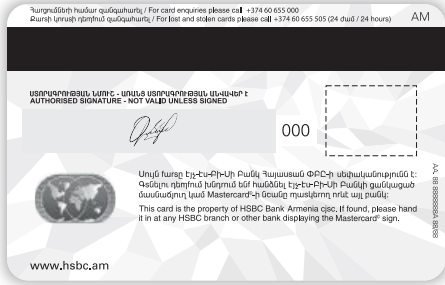 Հարցումների համար զանգահարել / For card enquiries please call +374 60 655 000
Քարտի կորուստի դեպքում զանգահարել / For lost and stolen cards please call +374 60 655 505 (24 ժամ / 24 hours)
AM
ՍՏՈՐԱԳՐՈՒԹՅԱՆ ՆՄՈՒՇ - ԱՌԱՆՑ ՍՏՈՐԱԳՐՈՒԹՅԱՆ ԱՆՎԱՎԵՐ է
AUTHORISED SIGNATURE - NOT VALID UNLESS SIGNED
000
Սույն քարտը Էյչ-Էս-Բի-Սի Բանկ Հայաստան ՓԲԸ-ի սեփականությունն է:
Գտնելու դեպքում խնդրում ենք հանձնել Էյչ-Էս-Բի-Սի Բանկի ցանկացած
մասնաճյուղ կամ Mastercard®-ի նշանը կրող այլ բանկ:
This card is the property of HSBC Bank Armenia cjsc. If found, please hand
it in at any HSBC branch or other bank displaying the Mastercard® sign.
www.hsbc.am